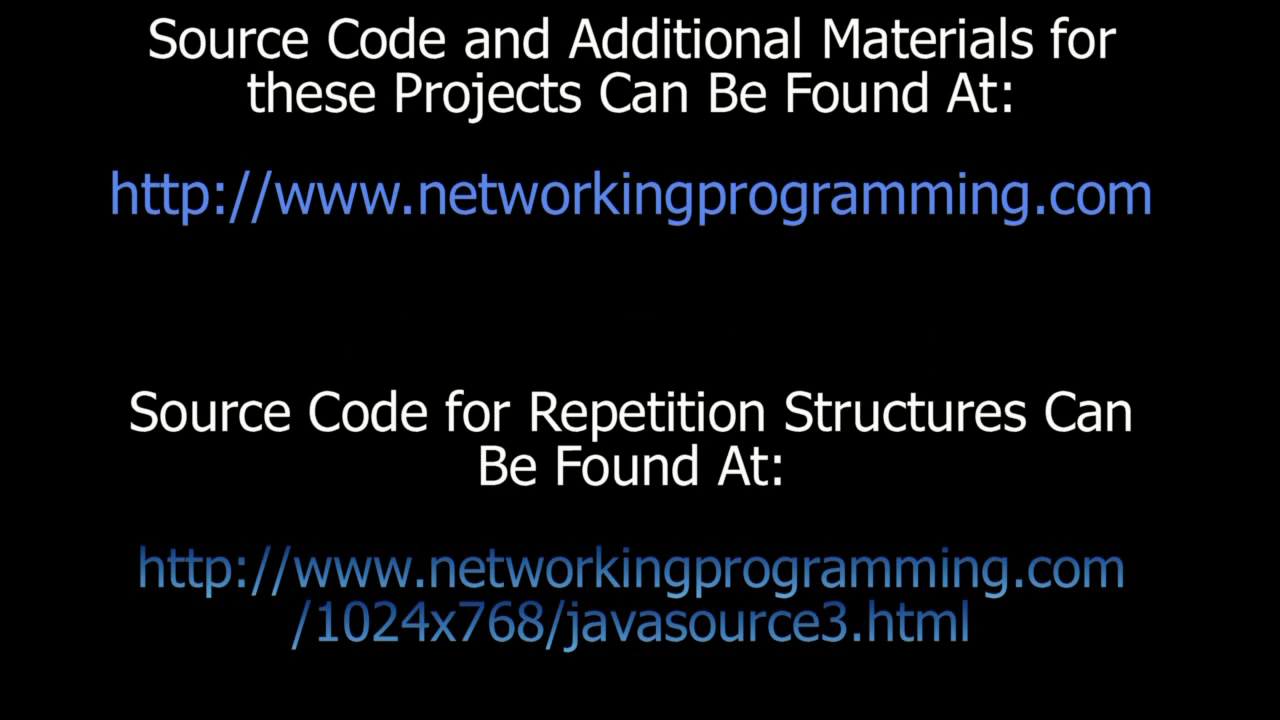 Source Code and Additional Materials for
these Projects Can Be Found At:
http://www.networkingprogramming.com
Source Code for Repetition Structures Can
Be Found At:
http://www.networkingprogramming.com
/1024x768/javasource3.html